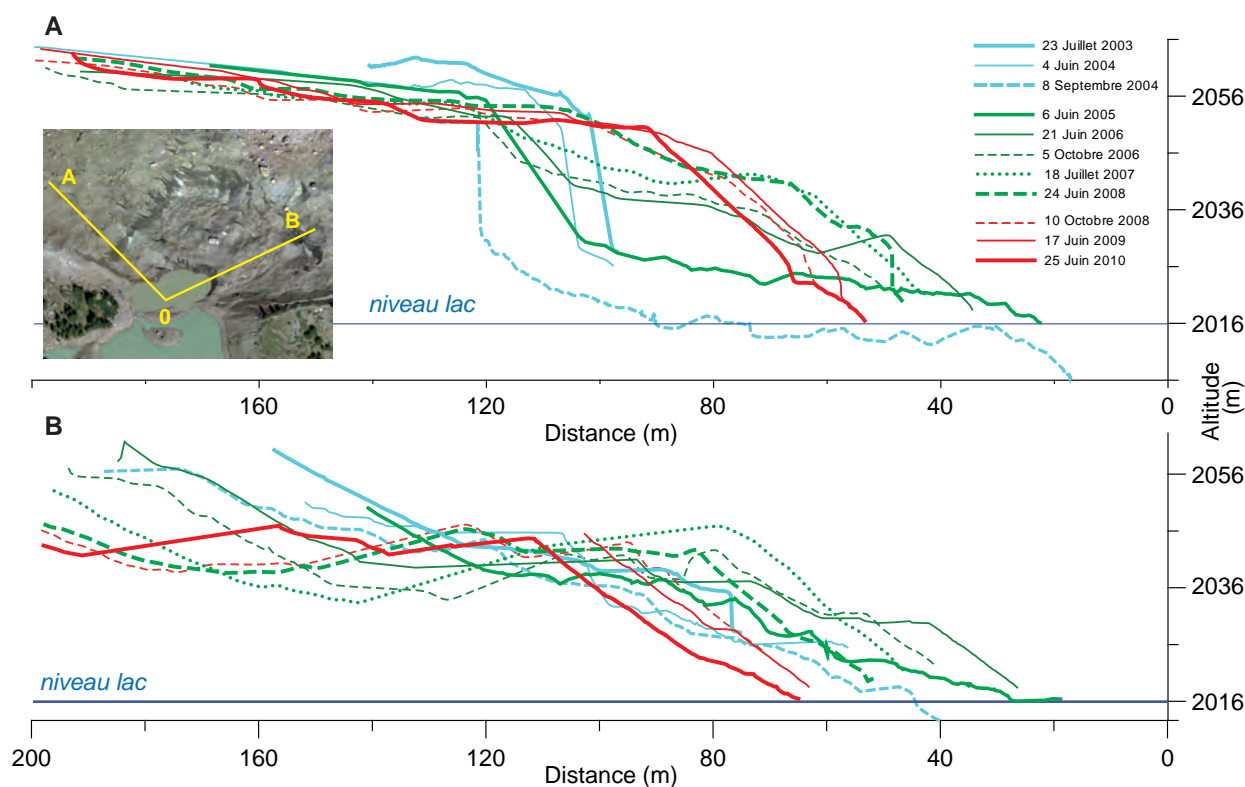 A
23 Juillet 2003
4 Juin 2004
8 Septembre 2004
6 Juin 2005
21 Juin 2006
5 Octobre 2006
18 Juillet 2007
24 Juin 2008
10 Octobre 2008
17 Juin 2009
25 Juin 2010
2056
2036
2016
A
B
0
niveau lac
200 160 120 80 40 0
Distance (m)
Altitude (m)
B
2056
2036
2016
niveau lac
200 160 120 80 40 0
Distance (m)